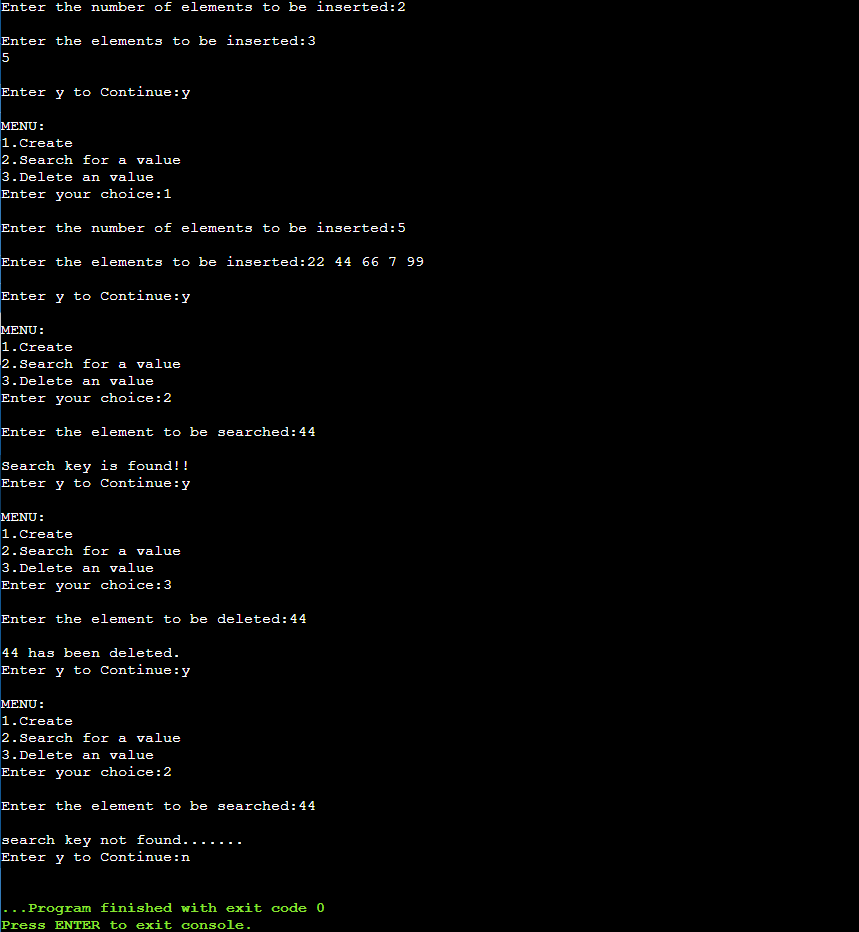 Enter the number of elements to be inserted:2
Enter the elements to be inserted:3
5
Enter y to Continue:y
MENU:
1.Create
2.Search for a value
3.Delete an value
Enter your choice:1
Enter the number of elements to be inserted:5
Enter the elements to be inserted:22 44 66 7 99
Enter y to Continue:y
MENU:
1.Create
2.Search for a value
3.Delete an value
Enter your choice:2
Enter the element to be searched:44
Search key is found!!
Enter y to Continue:y
MENU:
1.Create
2.Search for a value
3.Delete an value
Enter your choice:3
Enter the element to be deleted:44
44 has been deleted.
Enter y to Continue:y
MENU:
1.Create
2.Search for a value
3.Delete an value
Enter your choice:2
Enter the element to be searched:44
search key not found.......
Enter y to Continue:n
...Program finished with exit code 0
Press ENTER to exit console.